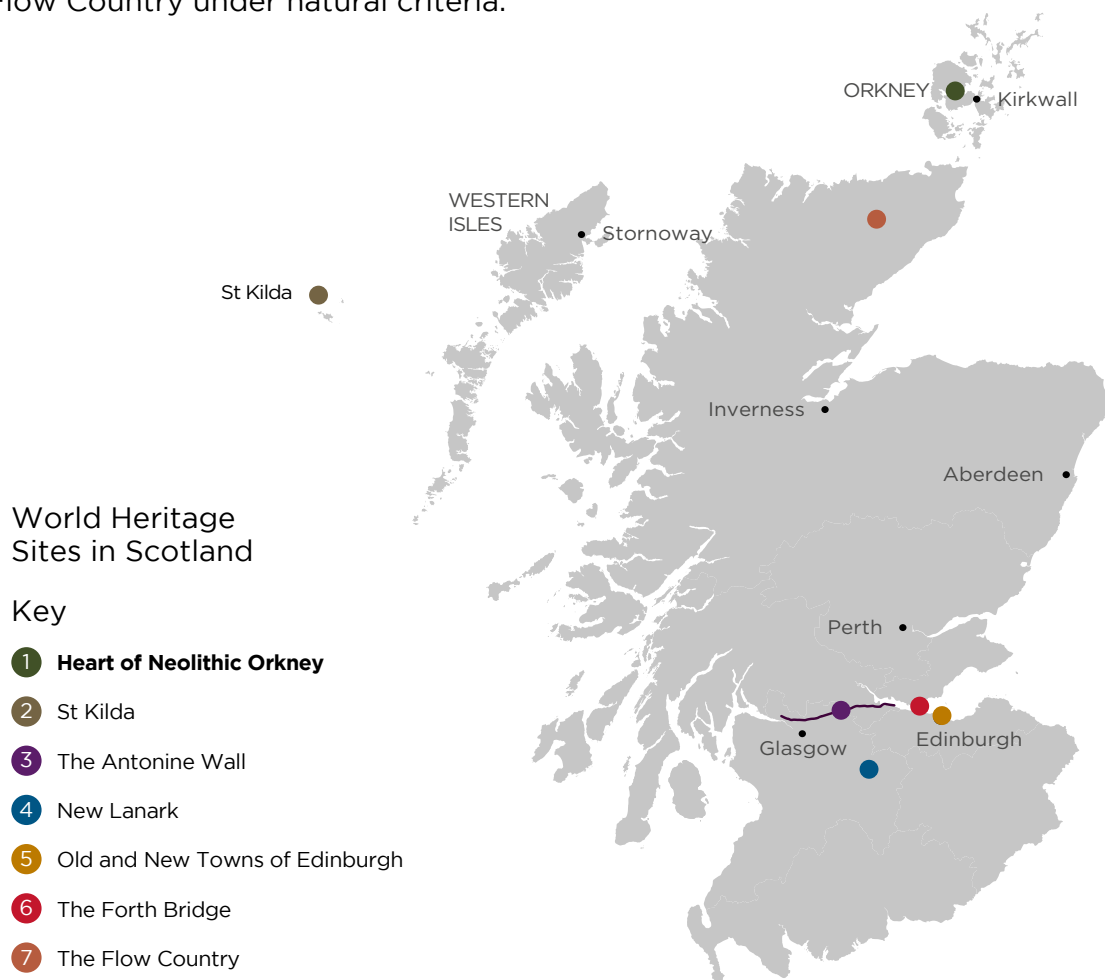 Flow Country under natural criteria.
ORKNEY
Kirkwall
WESTERN
ISLES
Stornoway
St Kilda
Inverness
Aberdeen
World Heritage
Sites in Scotland
Key
Perth
1 Heart of Neolithic Orkney
2 St Kilda
Glasgow
Edinburgh
3 The Antonine Wall
4 New Lanark
5 Old and New Towns of Edinburgh
6 The Forth Bridge
7 The Flow Country